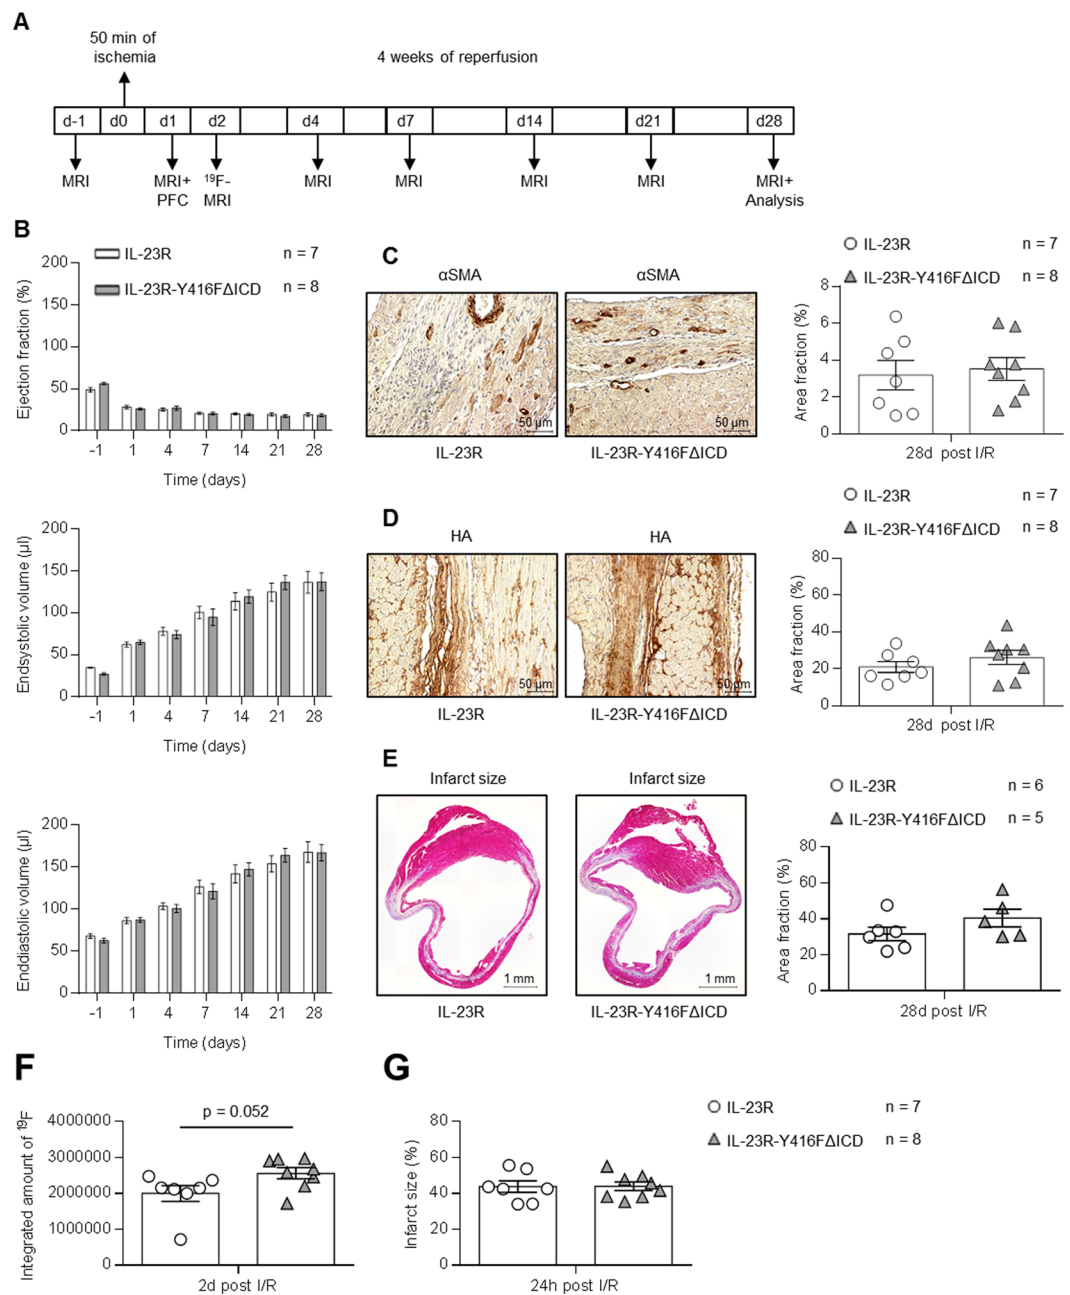 A
50 min of
ischemia
4 weeks of reperfusion
d-1 d0 d1 d2 d4 d7 d14 d21 d28
MRI MRI+ ¹⁹F- MRI MRI MRI MRI MRI+
PFC MRI Analysis
B
IL-23R n = 7
IL-23R-Y416FΔICD n = 8
Ejection fraction (%)
200
150
100
50
0
-1 1 4 7 14 21 28
Time (days)
Endsystolic volume (µl)
200
150
100
50
0
-1 1 4 7 14 21 28
Time (days)
Enddiastolic volume (µl)
200
150
100
50
0
-1 1 4 7 14 21 28
Time (days)
C
αSMA αSMA
50 µm 50 µm
IL-23R IL-23R-Y416FΔICD
IL-23R n = 7
IL-23R-Y416FΔICD n = 8
Area fraction (%)
8
6
4
2
0
28d post I/R
D
HA HA
50 µm 50 µm
IL-23R IL-23R-Y416FΔICD
IL-23R n = 7
IL-23R-Y416FΔICD n = 8
Area fraction (%)
80
60
40
20
0
28d post I/R
E
Infarct size Infarct size
1 mm 1 mm
IL-23R IL-23R-Y416FΔICD
IL-23R n = 6
IL-23R-Y416FΔICD n = 5
Area fraction (%)
80
60
40
20
0
28d post I/R
F
Integrated amount of ¹⁹F
p = 0.052
4000000
3000000
2000000
1000000
0
2d post I/R
G
Infarct size (%)
80
60
40
20
0
24h post I/R
IL-23R n = 7
IL-23R-Y416FΔICD n = 8